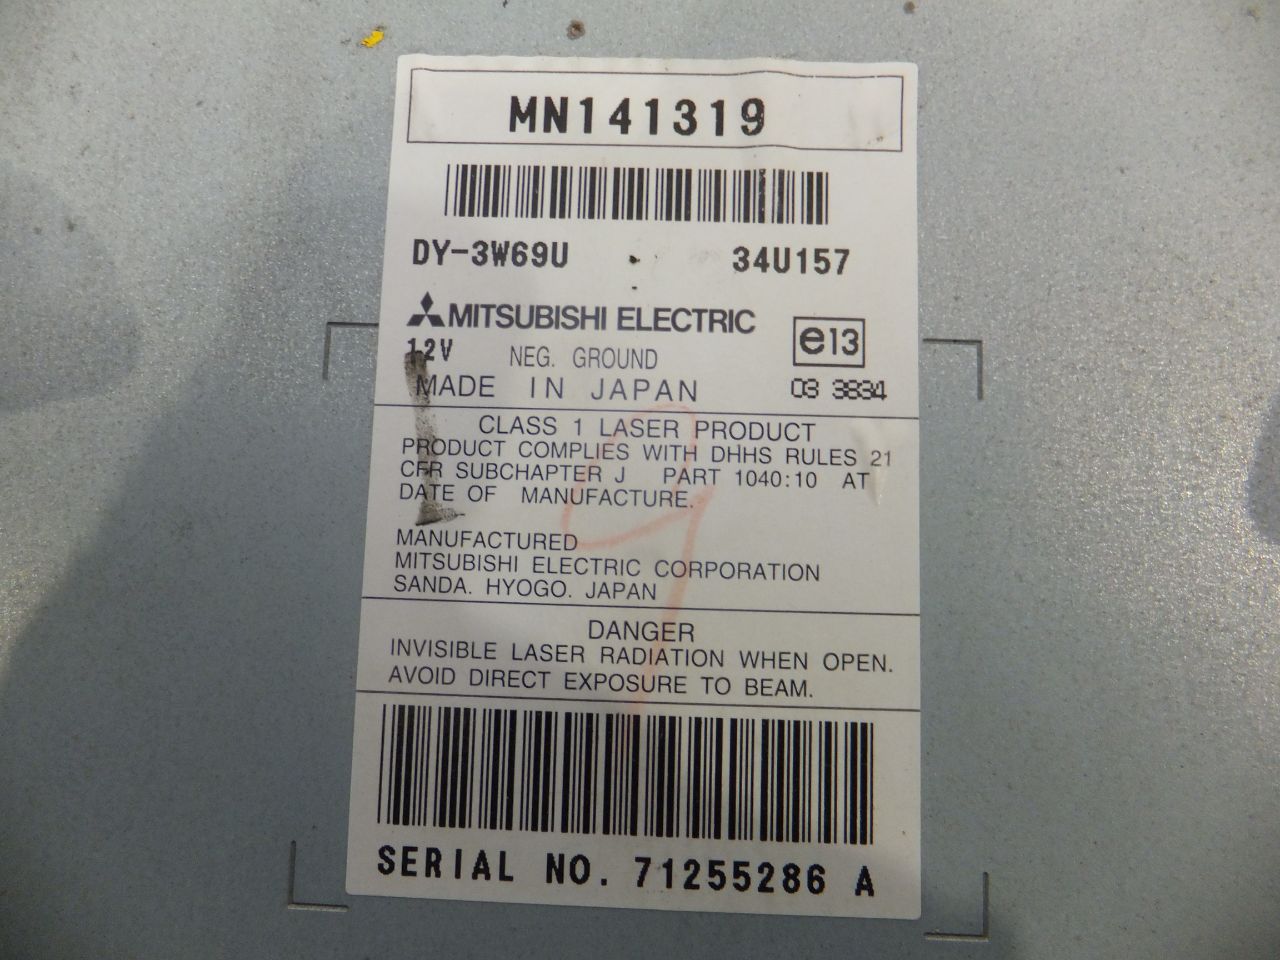 MN141319
DY-3W69U 34U157
MITSUBISHI ELECTRIC e13
12V NEG. GROUND
MADE IN JAPAN 03 3834
CLASS 1 LASER PRODUCT
PRODUCT COMPLIES WITH DHHS RULES 21
CFR SUBCHAPTER J PART 1040:10 AT
DATE OF MANUFACTURE.
MANUFACTURED
MITSUBISHI ELECTRIC CORPORATION
SANDA. HYOGO. JAPAN
DANGER
INVISIBLE LASER RADIATION WHEN OPEN.
AVOID DIRECT EXPOSURE TO BEAM.
SERIAL NO. 71255286 A
9